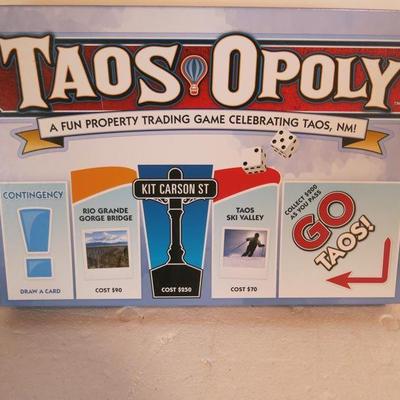 TAOS OPOLY
TM
A FUN PROPERTY TRADING GAME CELEBRATING TAOS, NM!
CONTINGENCY
!
DRAW A CARD
RIO GRANDE
GORGE BRIDGE
COST $90
KIT CARSON ST
COST $250
TAOS
SKI VALLEY
COST $70
COLLECT $200
AS YOU PASS
GO
TAOS!